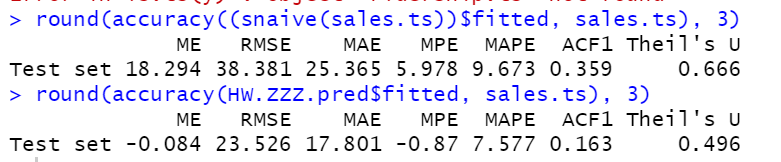 > round(accuracy((snaive(sales.ts))$fitted, sales.ts), 3)
ME RMSE MAE MPE MAPE ACF1 Theil's U
Test set 18.294 38.381 25.365 5.978 9.673 0.359 0.666
> round(accuracy(HW.ZZZ.pred$fitted, sales.ts), 3)
ME RMSE MAE MPE MAPE ACF1 Theil's U
Test set -0.084 23.526 17.801 -0.87 7.577 0.163 0.496